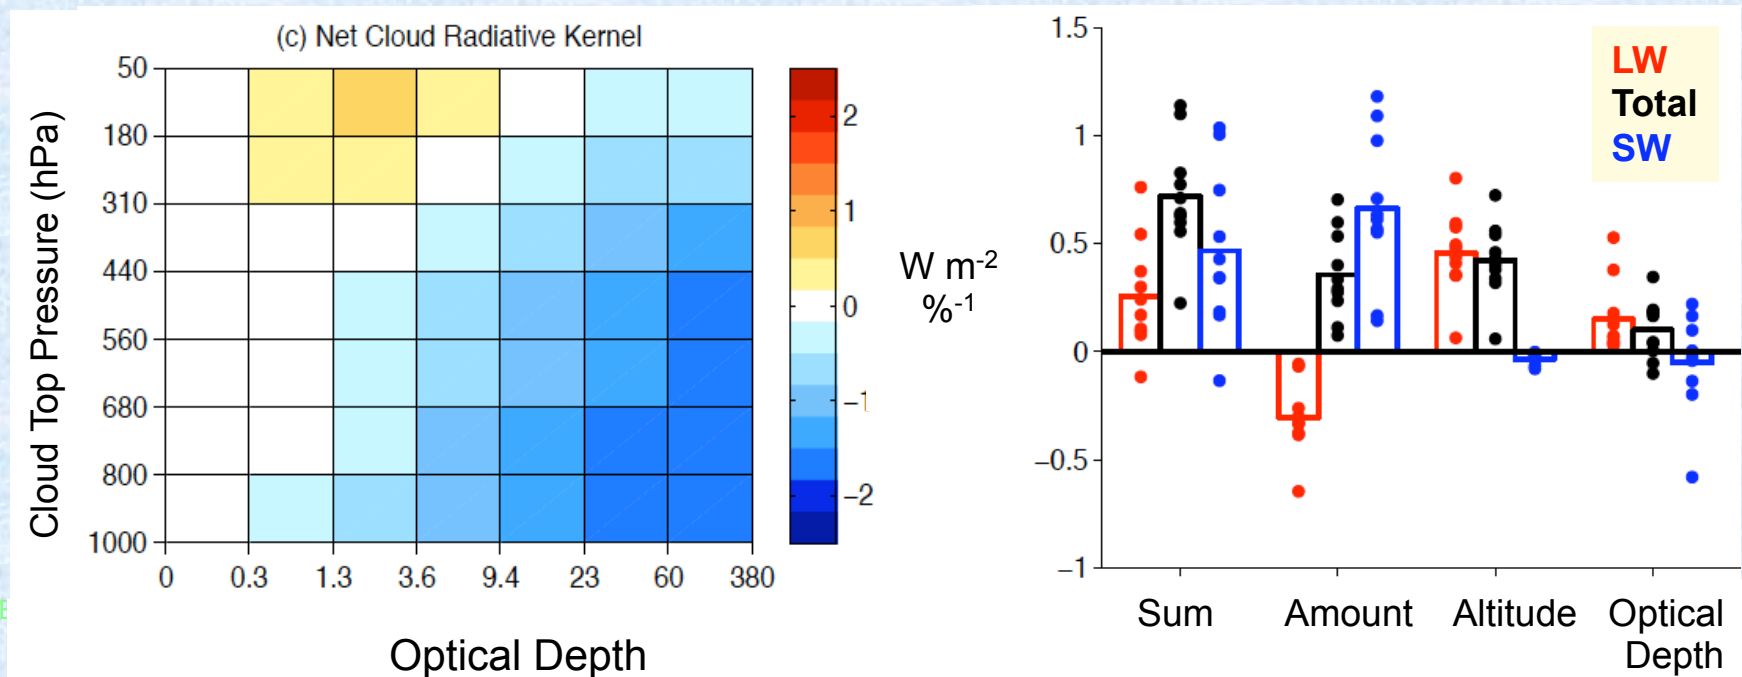 (c) Net Cloud Radiative Kernel
Cloud Top Pressure (hPa)
50
180
310
440
560
680
800
1000
0 0.3 1.3 3.6 9.4 23 60 380
Optical Depth
2
1
0
−1
−2
W m-2
%-1
1.5
1
0.5
0
−0.5
−1
LW
Total
SW
Sum Amount Altitude Optical
Depth